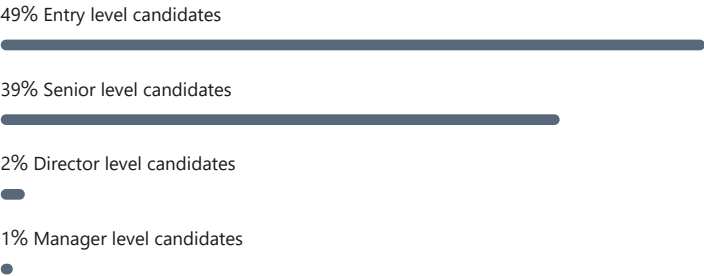 49% Entry level candidates
39% Senior level candidates
2% Director level candidates
1% Manager level candidates